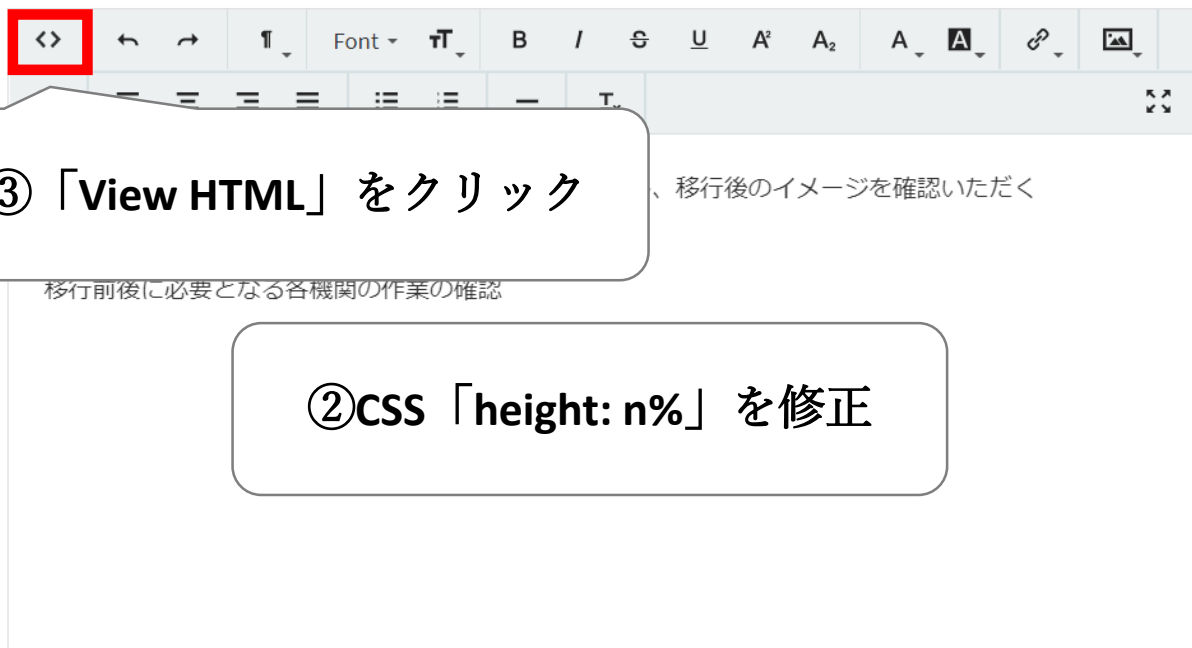 Font
B I S U A² A₂ A A
③「View HTML」をクリック
、移行後のイメージを確認いただく
移行前後に必要となる各機関の作業の確認
②CSS「height: n%」を修正